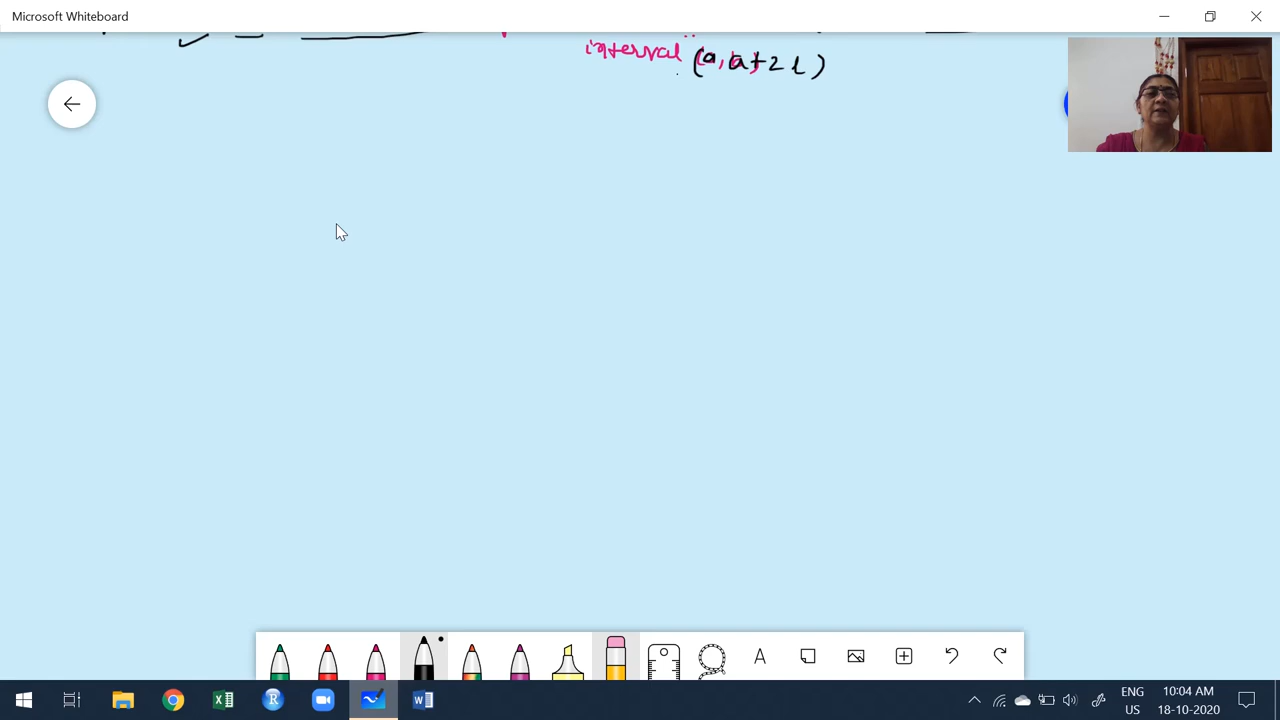 Microsoft Whiteboard
interval (a, a+2l)
A
ENG
US
10:04 AM
18-10-2020